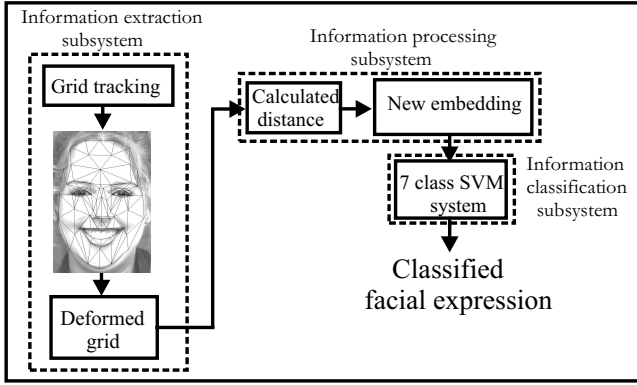 Information extraction
subsystem
Grid tracking
Deformed
grid
Information processing
subsystem
Calculated
distance
New embedding
7 class SVM
system
Information
classification
subsystem
Classified
facial expression